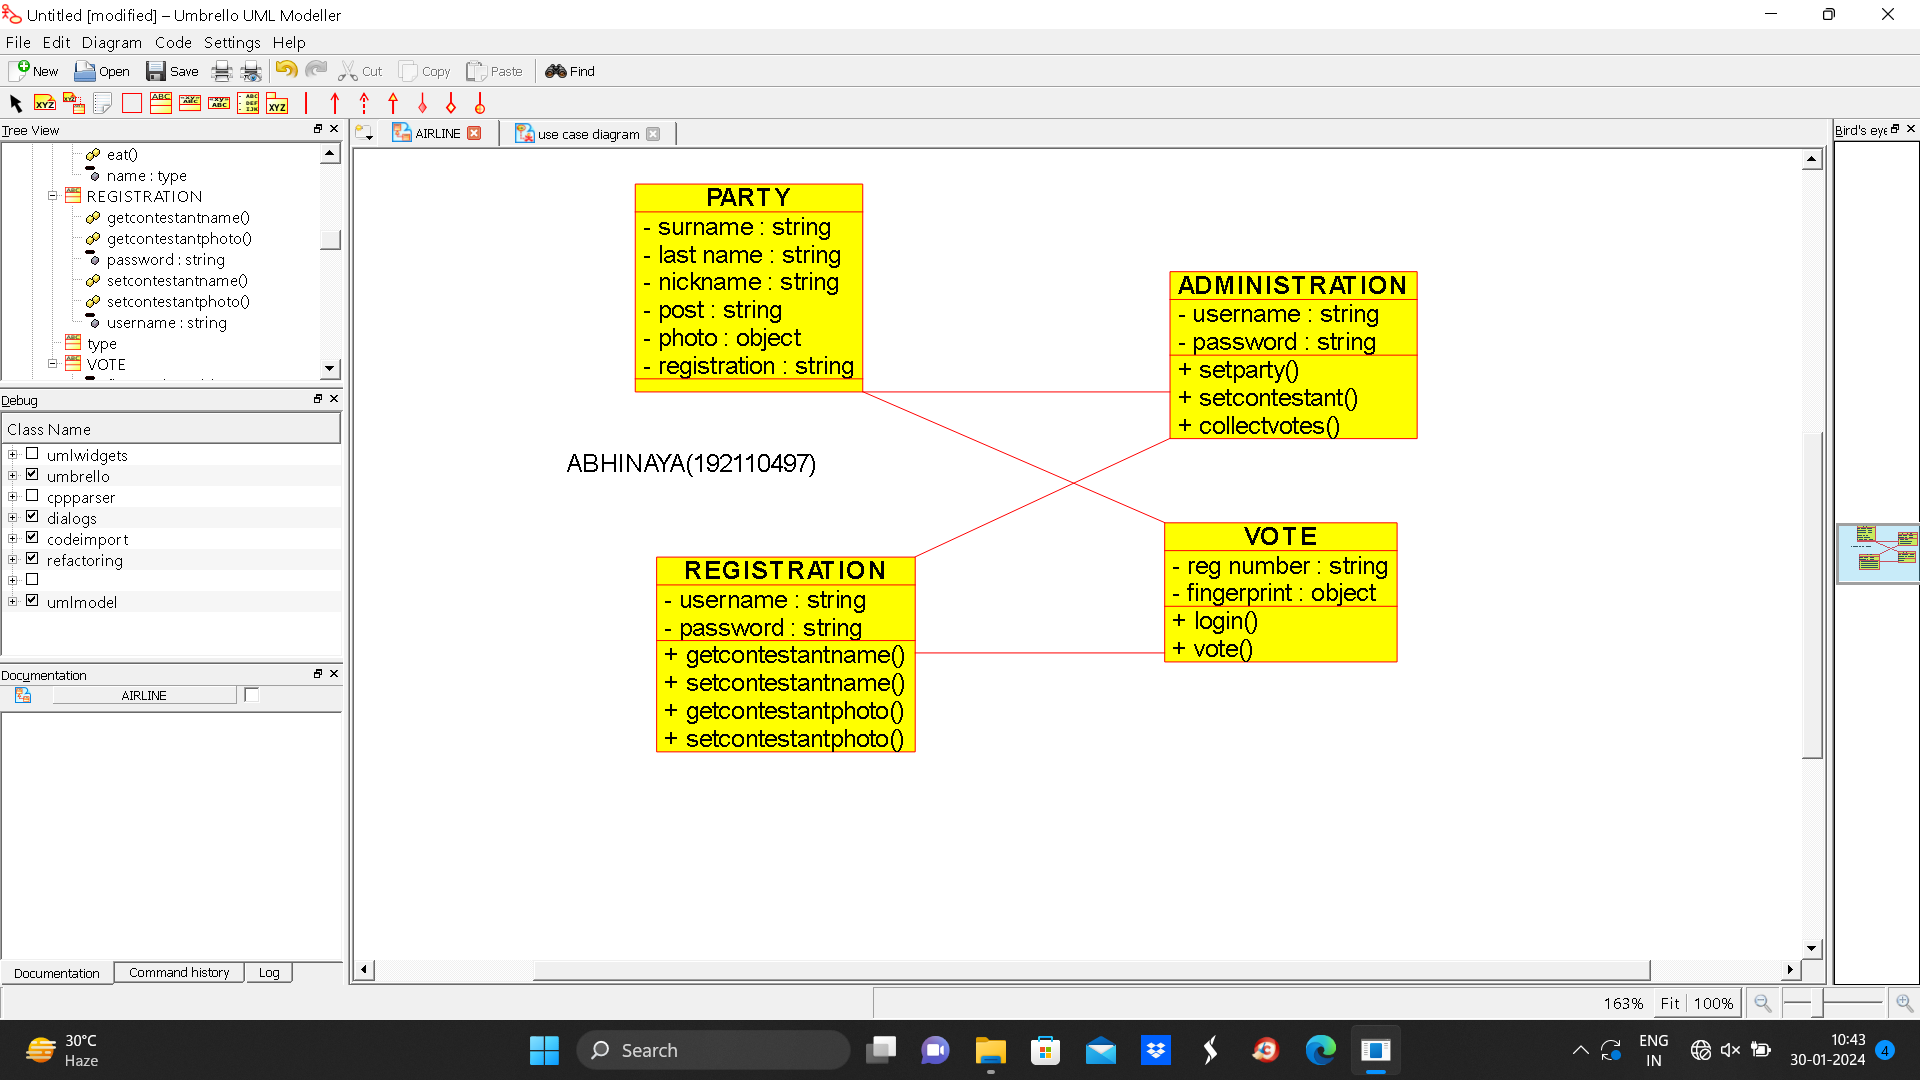 Untitled [modified] – Umbrello UML Modeller
File Edit Diagram Code Settings Help
New Open Save Cut Copy Paste Find
Tree View
eat()
name : type
REGISTRATION
getcontestantname()
getcontestantphoto()
password : string
setcontestantname()
setcontestantphoto()
username : string
type
VOTE
Debug
Class Name
umlwidgets
umbrello
cppparser
dialogs
codeimport
refactoring
umlmodel
Documentation
AIRLINE
Documentation Command history Log
AIRLINE use case diagram
PARTY
- surname : string
- last name : string
- nickname : string
- post : string
- photo : object
- registration : string
ADMINISTRATION
- username : string
- password : string
+ setparty()
+ setcontestant()
+ collectvotes()
ABHINAYA(192110497)
REGISTRATION
- username : string
- password : string
+ getcontestantname()
+ setcontestantname()
+ getcontestantphoto()
+ setcontestantphoto()
VOTE
- reg number : string
- fingerprint : object
+ login()
+ vote()
Bird's eye
163% Fit 100%
30°C
Haze
Search
ENG
IN
10:43
30-01-2024
4